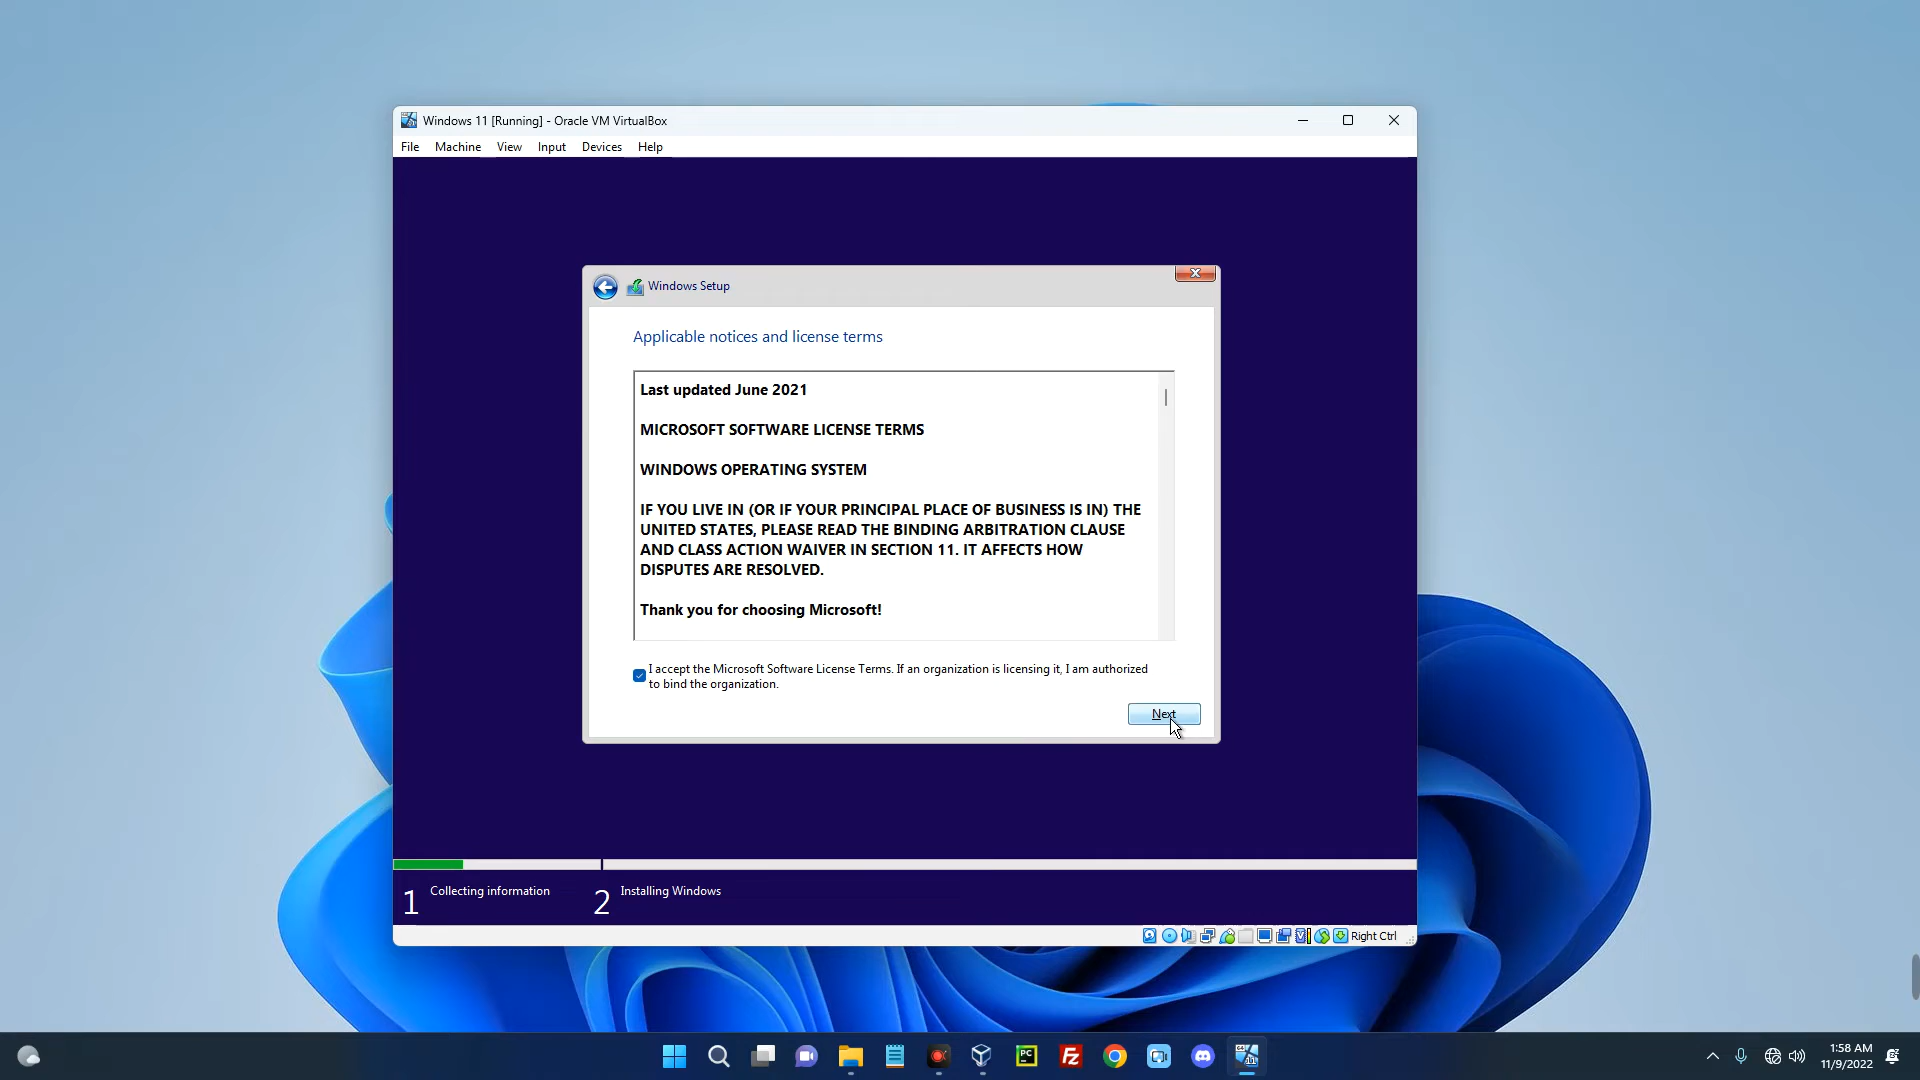 Windows 11 [Running] - Oracle VM VirtualBox
File Machine View Input Devices Help
Windows Setup
Applicable notices and license terms
Last updated June 2021
MICROSOFT SOFTWARE LICENSE TERMS
WINDOWS OPERATING SYSTEM
IF YOU LIVE IN (OR IF YOUR PRINCIPAL PLACE OF BUSINESS IS IN) THE
UNITED STATES, PLEASE READ THE BINDING ARBITRATION CLAUSE
AND CLASS ACTION WAIVER IN SECTION 11. IT AFFECTS HOW
DISPUTES ARE RESOLVED.
Thank you for choosing Microsoft!
I accept the Microsoft Software License Terms. If an organization is licensing it, I am authorized
to bind the organization.
Next
1 Collecting information 2 Installing Windows
Right Ctrl
PC
FZ
1:58 AM
11/9/2022